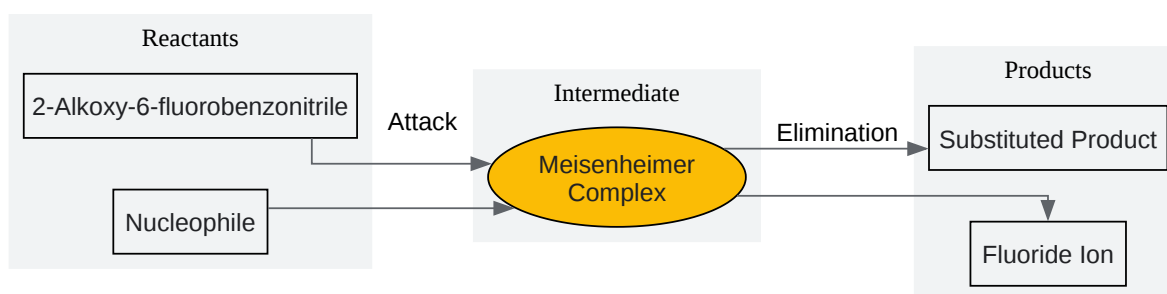 Reactants
2-Alkoxy-6-fluorobenzonitrile
Nucleophile
Attack
Intermediate
Meisenheimer
Complex
Elimination
Products
Substituted Product
Fluoride Ion